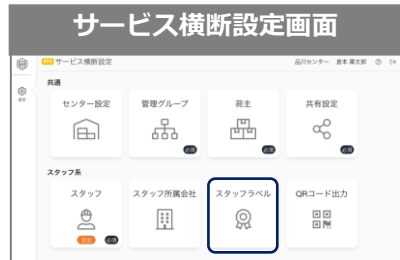 サービス横断設定画面
サービス横断設定
品川センター 倉本 庫太郎
共通
センター設定
管理グループ
荷主
共有設定
必須
必須
必須
スタッフ系
スタッフ
スタッフ所属会社
スタッフラベル
QRコード出力
必須